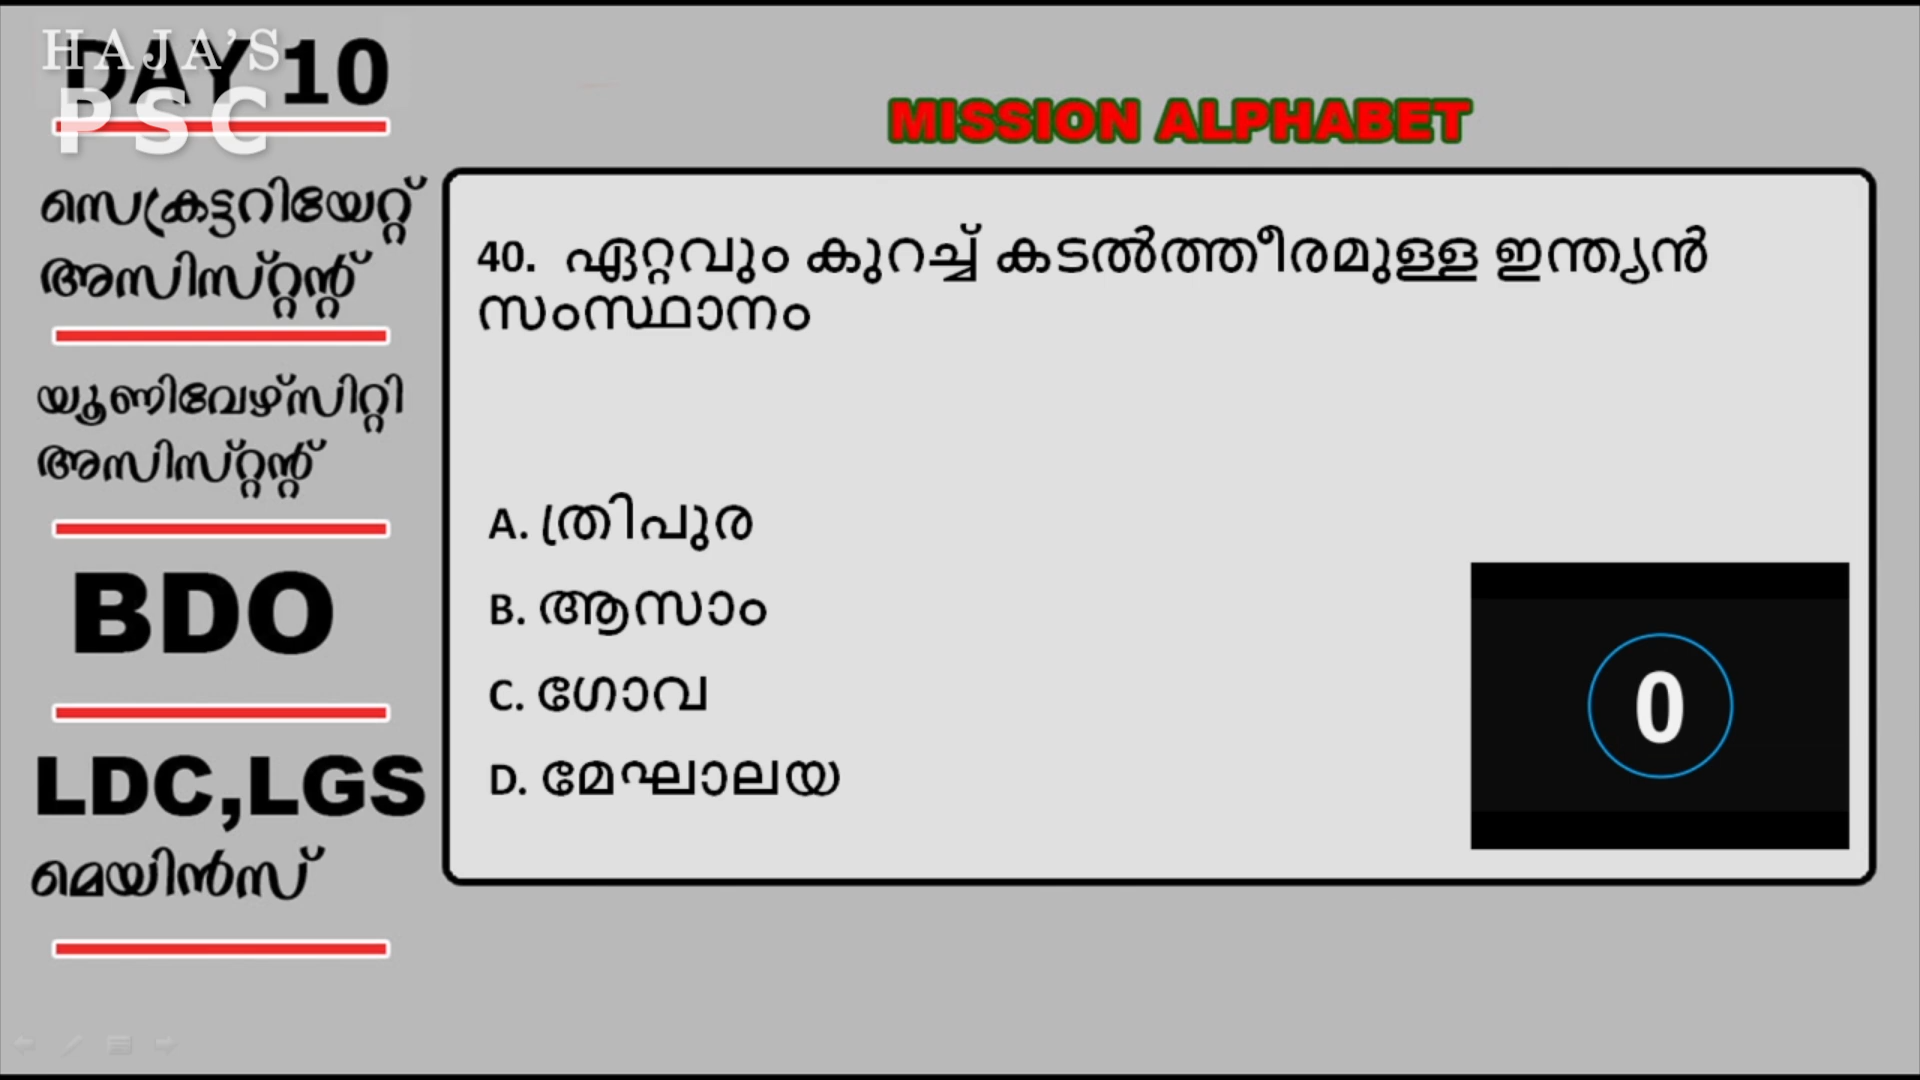 HAJA'S
PSC
DAY 10
MISSION ALPHABET
സെക്രട്ടറിയേറ്റ്
അസിസ്റ്റന്റ്
യൂണിവേഴ്സിറ്റി
അസിസ്റ്റന്റ്
BDO
LDC,LGS
മെയിൻസ്
40. ഏറ്റവും കുറച്ച് കടൽത്തീരമുള്ള ഇന്ത്യൻ
സംസ്ഥാനം
A. ത്രിപുര
B. ആസാം
C. ഗോവ
D. മേഘാലയ
0